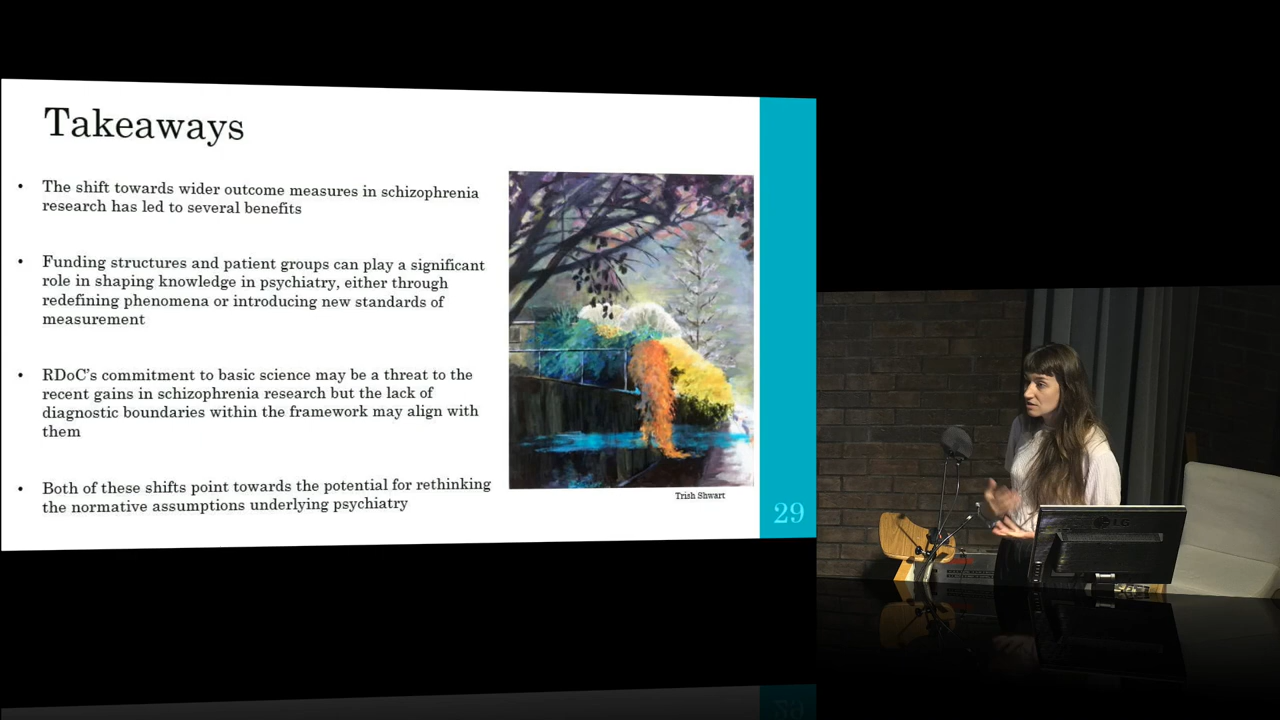 Takeaways
• The shift towards wider outcome measures in schizophrenia
research has led to several benefits
• Funding structures and patient groups can play a significant
role in shaping knowledge in psychiatry, either through
redefining phenomena or introducing new standards of
measurement
• RDoC's commitment to basic science may be a threat to the
recent gains in schizophrenia research but the lack of
diagnostic boundaries within the framework may align with
them
• Both of these shifts point towards the potential for rethinking
the normative assumptions underlying psychiatry
Trish Shwart
29
LG